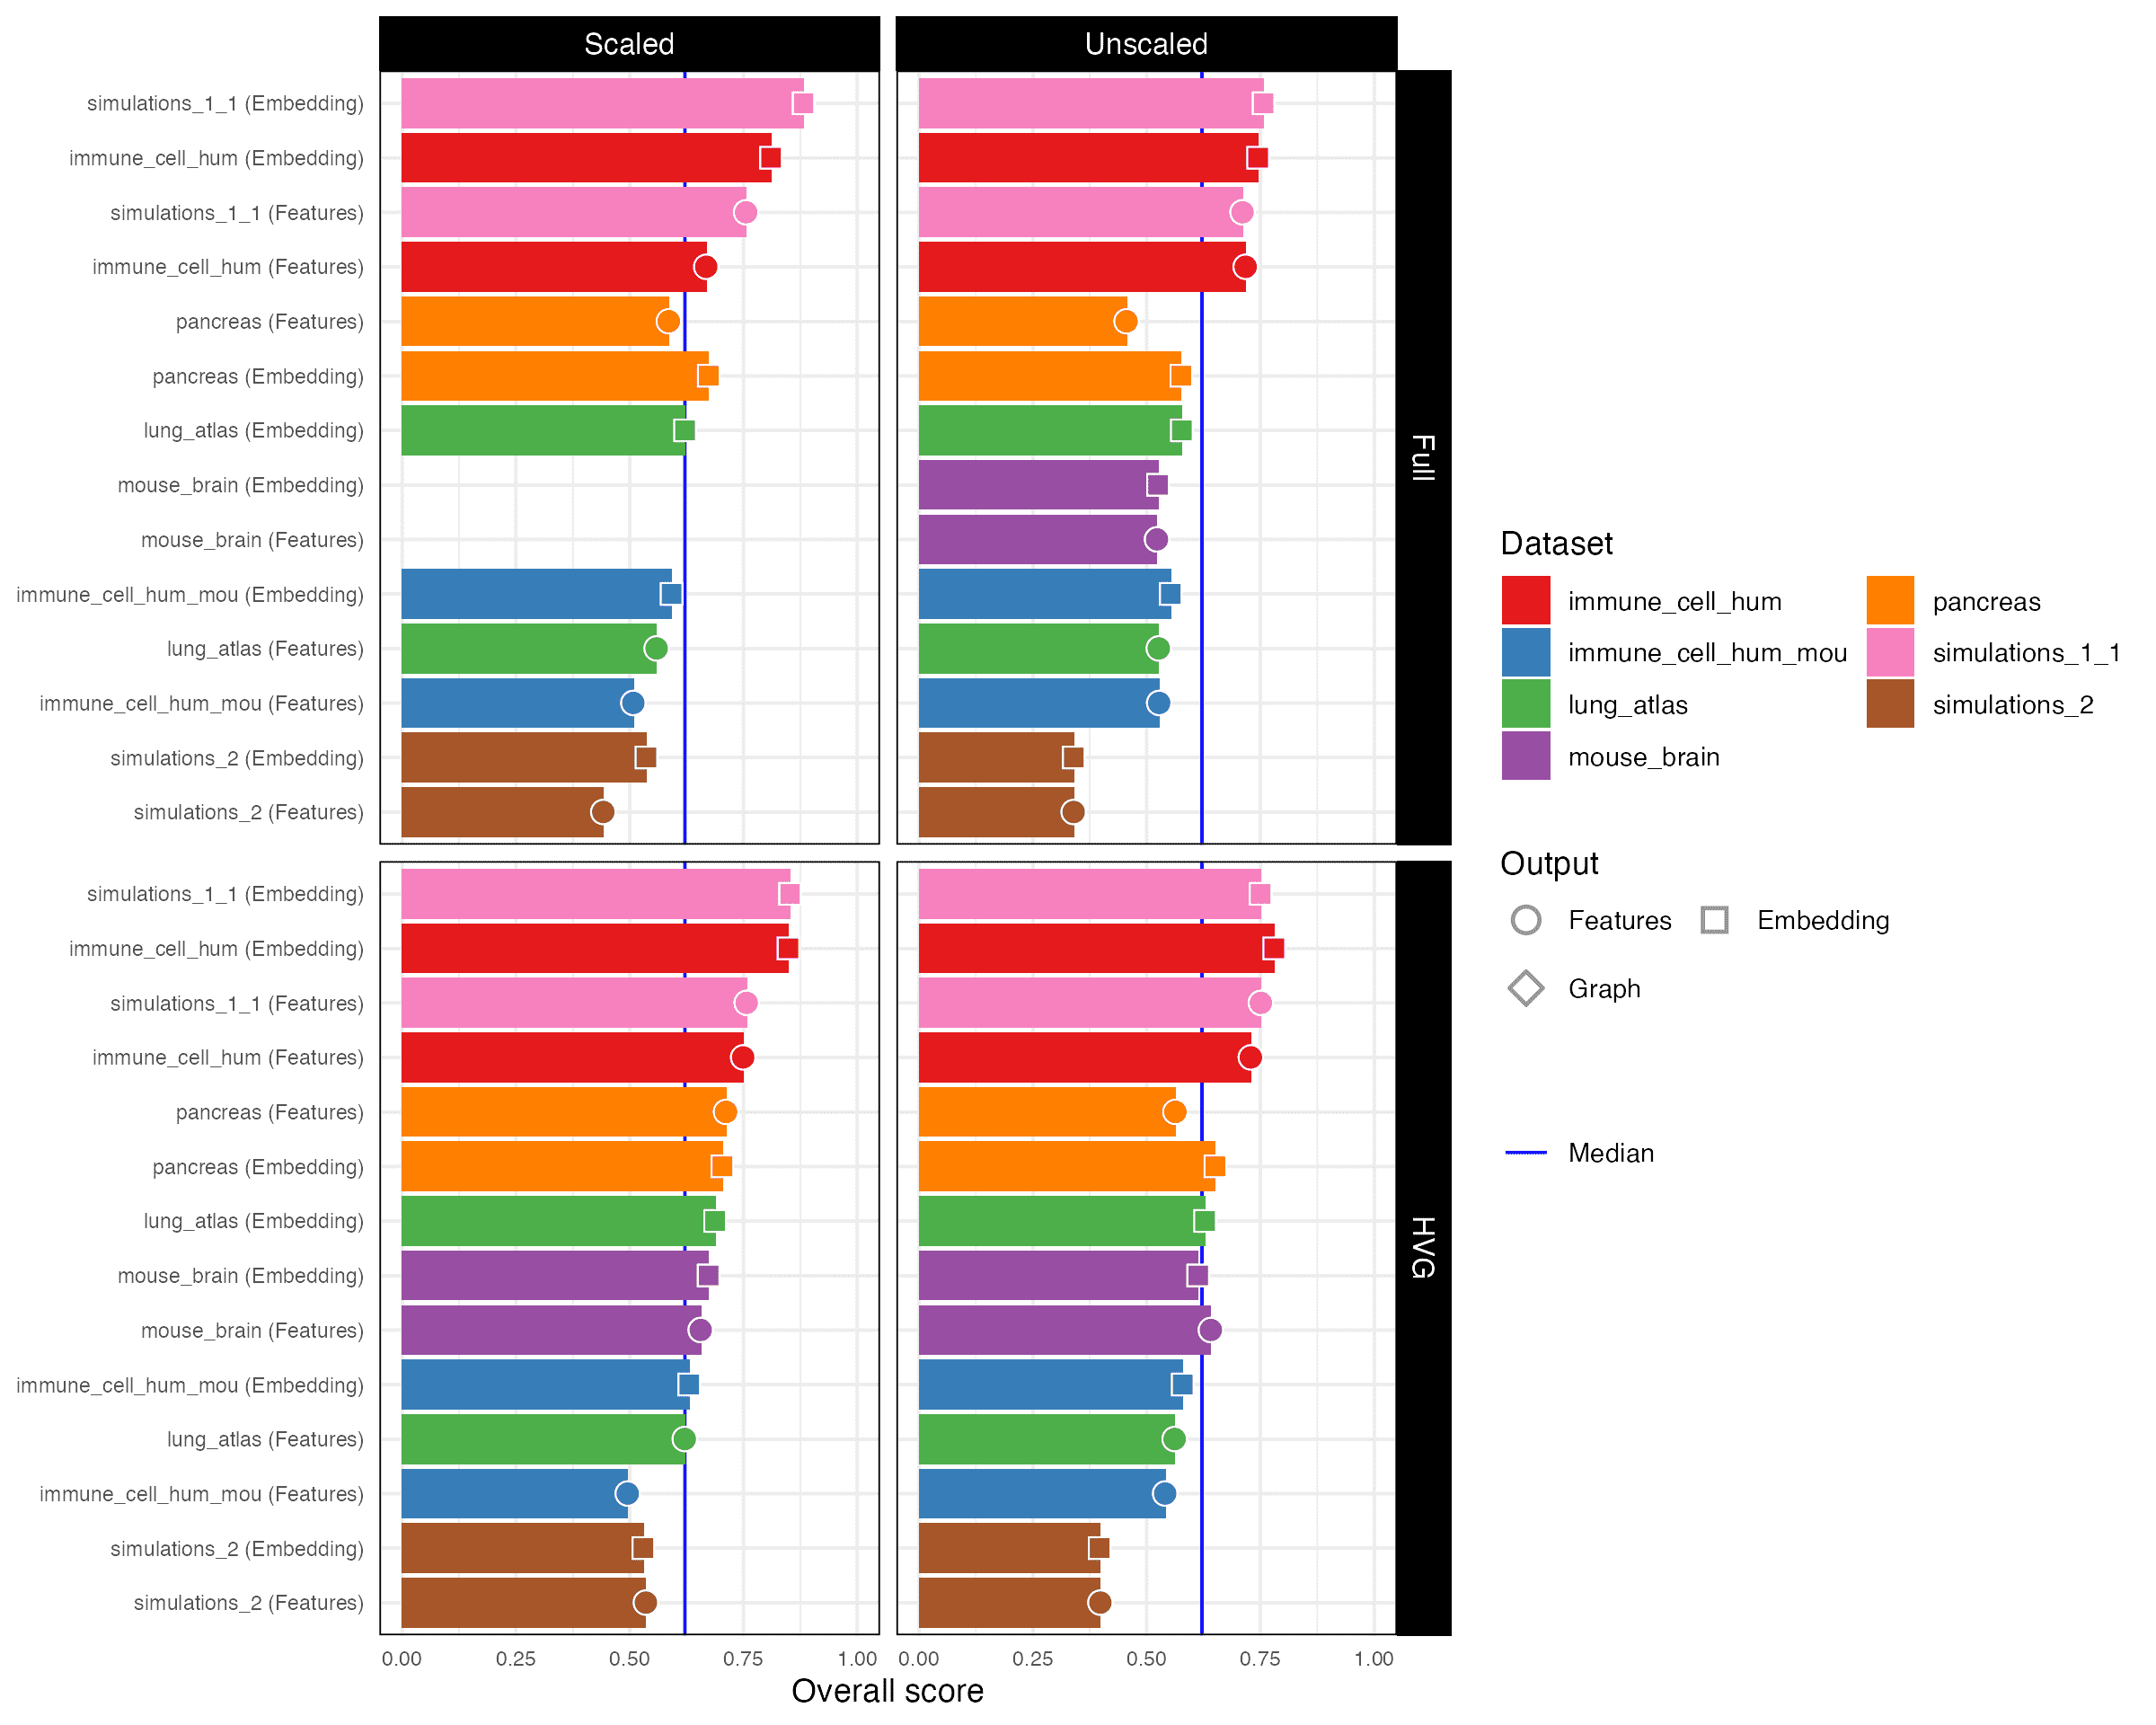 Scaled
Unscaled
simulations_1_1 (Embedding)
immune_cell_hum (Embedding)
simulations_1_1 (Features)
immune_cell_hum (Features)
pancreas (Features)
pancreas (Embedding)
lung_atlas (Embedding)
mouse_brain (Embedding)
mouse_brain (Features)
immune_cell_hum_mou (Embedding)
lung_atlas (Features)
immune_cell_hum_mou (Features)
simulations_2 (Embedding)
simulations_2 (Features)
Full
simulations_1_1 (Embedding)
immune_cell_hum (Embedding)
simulations_1_1 (Features)
immune_cell_hum (Features)
pancreas (Features)
pancreas (Embedding)
lung_atlas (Embedding)
mouse_brain (Embedding)
mouse_brain (Features)
immune_cell_hum_mou (Embedding)
lung_atlas (Features)
immune_cell_hum_mou (Features)
simulations_2 (Embedding)
simulations_2 (Features)
HVG
0.00 0.25 0.50 0.75 1.00
0.00 0.25 0.50 0.75 1.00
Overall score
Dataset
immune_cell_hum
immune_cell_hum_mou
lung_atlas
mouse_brain
pancreas
simulations_1_1
simulations_2
Output
Features
Embedding
Graph
Median